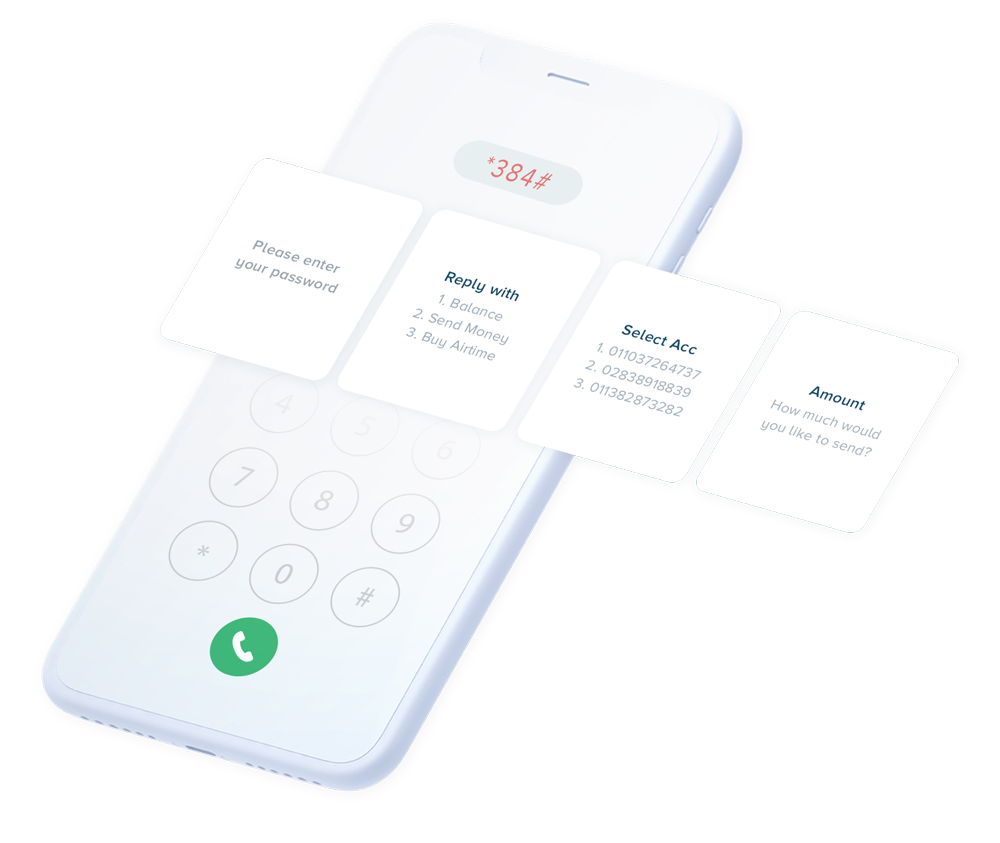 *384#
Please enter
your password
Reply with
1. Balance
2. Send Money
3. Buy Airtime
Select Acc
1. 011037264737
2. 02838918839
3. 011382873282
Amount
How much would
you like to send?
4 5 6
7 8 9
* 0 #